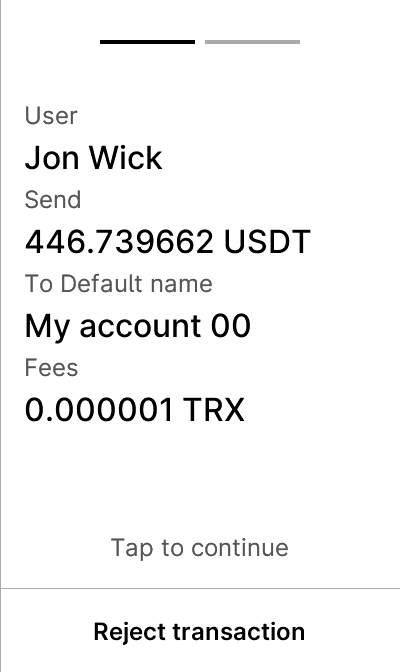 User
Jon Wick
Send
446.739662 USDT
To Default name
My account 00
Fees
0.000001 TRX
Tap to continue
Reject transaction